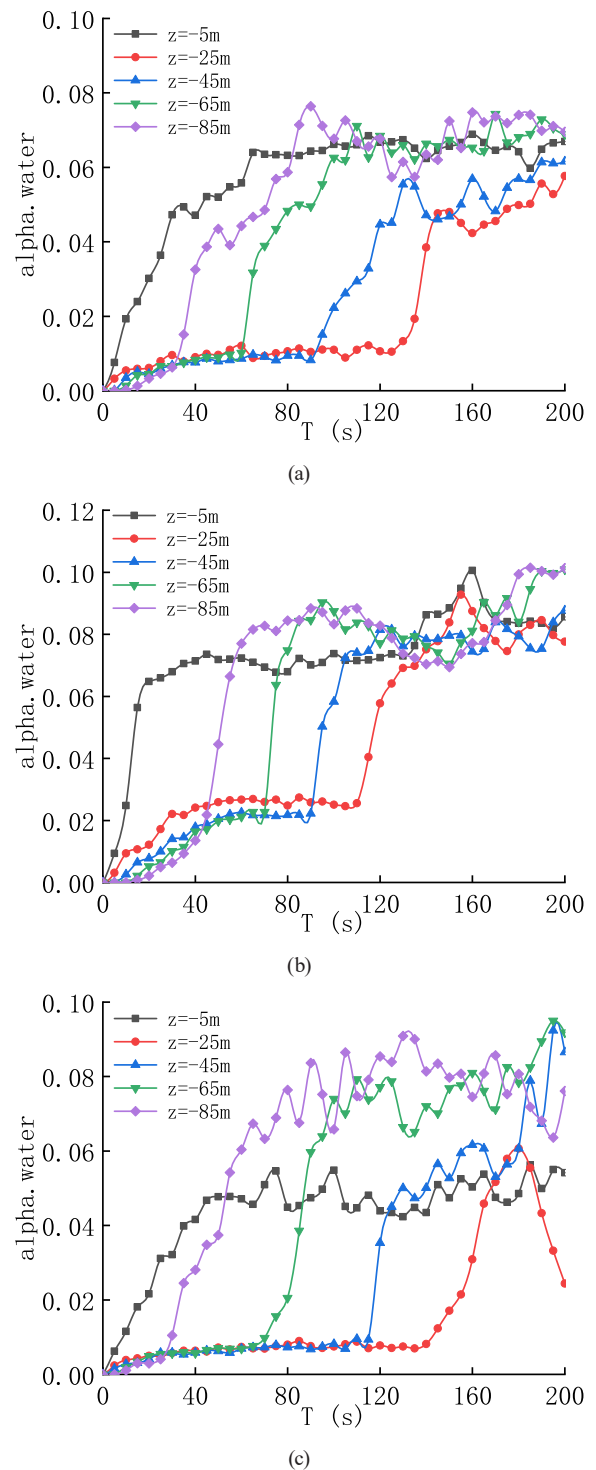 0.10
0.08
0.06
0.04
0.02
0.00
alpha.water
z=-5m
z=-25m
z=-45m
z=-65m
z=-85m
0 40 80 120 160 200
T (s)
(a)
0.12
0.10
0.08
0.06
0.04
0.02
0.00
alpha.water
z=-5m
z=-25m
z=-45m
z=-65m
z=-85m
0 40 80 120 160 200
T (s)
(b)
0.10
0.08
0.06
0.04
0.02
0.00
alpha.water
z=-5m
z=-25m
z=-45m
z=-65m
z=-85m
0 40 80 120 160 200
T (s)
(c)